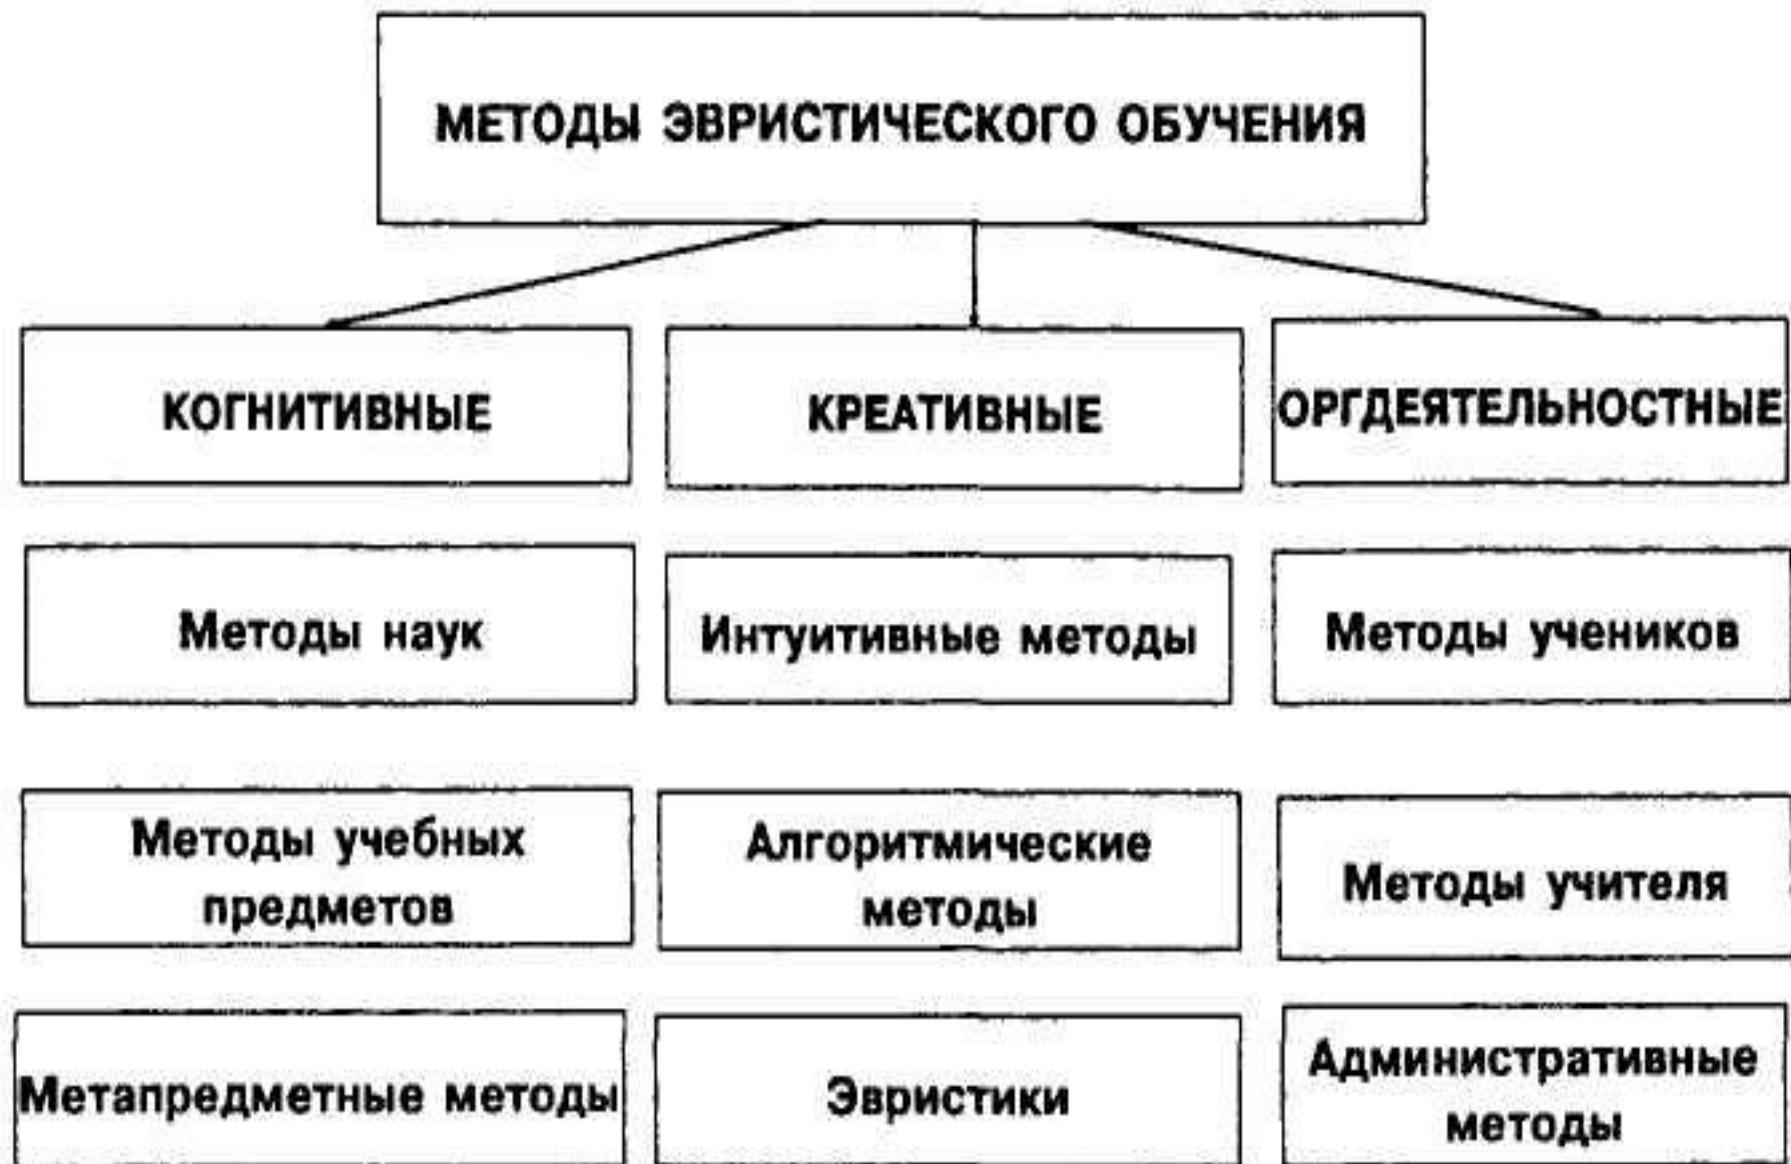 МЕТОДЫ ЭВРИСТИЧЕСКОГО ОБУЧЕНИЯ
КОГНИТИВНЫЕ
КРЕАТИВНЫЕ
ОРГДЕЯТЕЛЬНОСТНЫЕ
Методы наук
Интуитивные методы
Методы учеников
Методы учебных
предметов
Алгоритмические
методы
Методы учителя
Метапредметные методы
Эвристики
Административные
методы